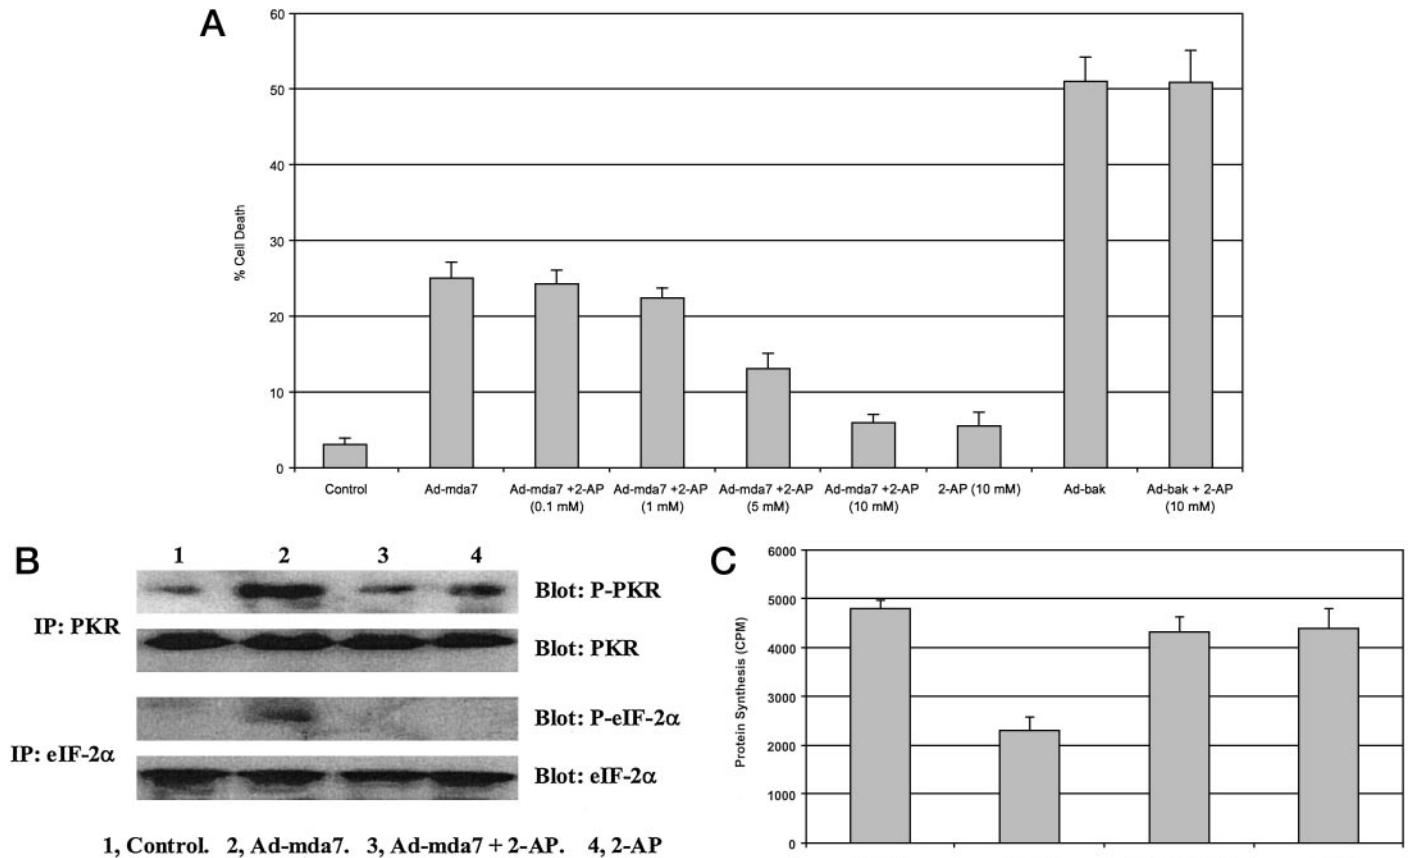 A
60
50
40
30
20
10
0
% Cell Death
Control
Ad-mda7
Ad-mda7 +2-AP
(0.1 mM)
Ad-mda7 +2-AP
(1 mM)
Ad-mda7 +2-AP
(5 mM)
Ad-mda7 +2-AP
(10 mM)
2-AP (10 mM)
Ad-bak
Ad-bak + 2-AP
(10 mM)
B
1 2 3 4
IP: PKR
Blot: P-PKR
Blot: PKR
IP: eIF-2α
Blot: P-eIF-2α
Blot: eIF-2α
1, Control. 2, Ad-mda7. 3, Ad-mda7 + 2-AP. 4, 2-AP
C
6000
5000
4000
3000
2000
1000
0
Protein Synthesis (CPM)